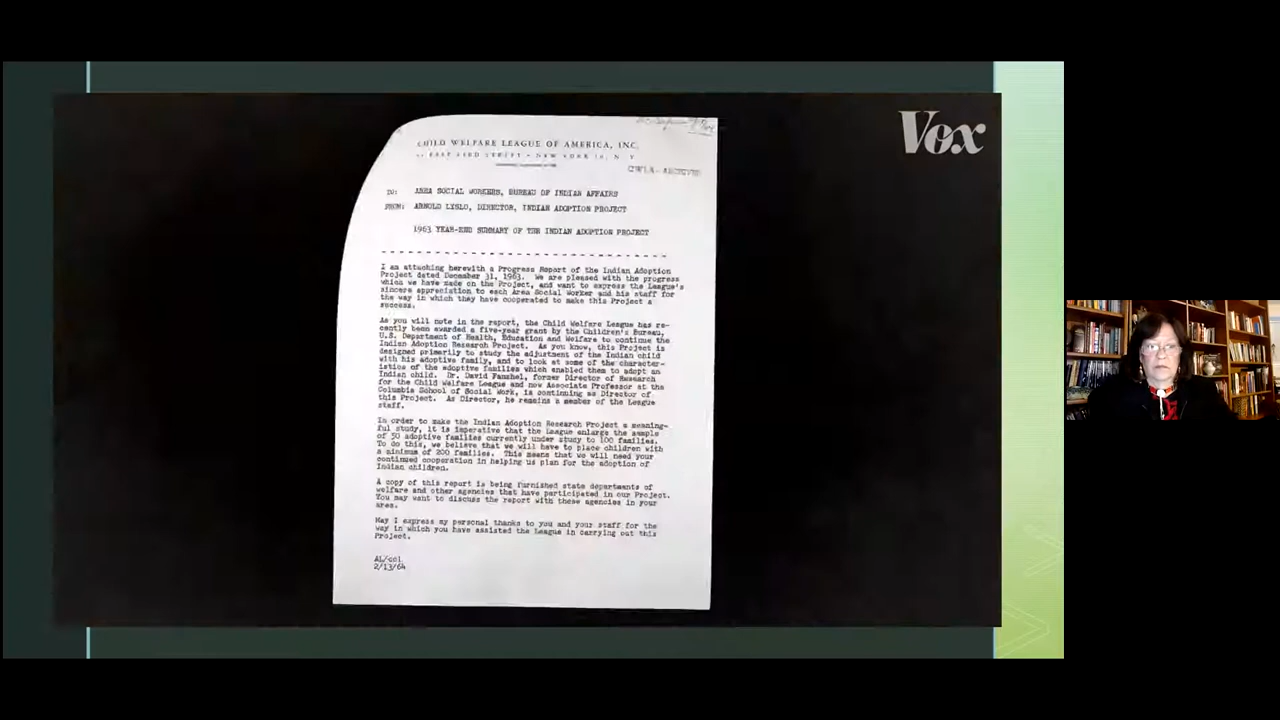 Vox
CHILD WELFARE LEAGUE OF AMERICA, INC.
EAST 23RD STREET • NEW YORK 10, N. Y.
TO: AREA SOCIAL WORKERS, BUREAU OF INDIAN AFFAIRS
FROM: ARNOLD LYSLO, DIRECTOR, INDIAN ADOPTION PROJECT
1963 YEAR-END SUMMARY OF THE INDIAN ADOPTION PROJECT
I am attaching herewith a Progress Report of the Indian Adoption
Project dated December 31, 1963. We are pleased with the progress
which we have made on the Project, and want to express the League's
sincere appreciation to each Area Social Worker and his staff for
the way in which they have cooperated to make this Project a
success.
As you will note in the report, the Child Welfare League has re-
cently been awarded a five-year grant by the Children's Bureau,
U.S. Department of Health, Education and Welfare to continue the
Indian Adoption Research Project. As you know, this Project is
designed primarily to study the adjustment of the Indian child
with his adoptive family, and to look at some of the character-
istics of the adoptive families which enabled them to adopt an
Indian child. Dr. David Fanshel, former Director of Research
for the Child Welfare League and now Associate Professor at the
Columbia School of Social Work, is continuing as Director of
this Project. As Director, he remains a member of the League
staff.
In order to make the Indian Adoption Research Project a meaning-
ful study, it is imperative that the League enlarge the sample
of 50 adoptive families currently under study to 100 families.
To do this, we believe that we will have to place children with
a minimum of 200 families. This means that we will need your
continued cooperation in helping us plan for the adoption of
Indian children.
A copy of this report is being furnished state departments of
welfare and other agencies that have participated in our Project.
You may want to discuss the report with these agencies in your
area.
May I express my personal thanks to you and your staff for the
way in which you have assisted the League in carrying out this
Project.
AL/col
2/13/64